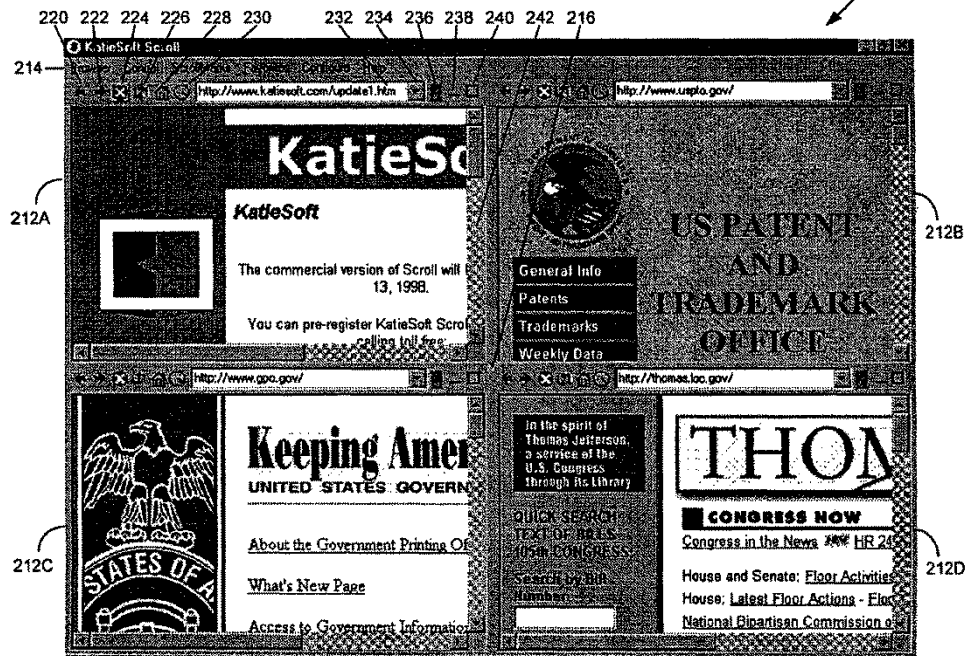 220 222 224 226 228 230 232 234 236 238 240 242 216
KatieSoft Scroll
214
Help
http://www.katiesoft.com/update1.htm
http://www.uspto.gov/
KatieSo
212A
KatieSoft
The commercial version of Scroll will
13, 1998.
You can pre-register KatieSoft Scrol
calling toll free:
General Info
Patents
Trademarks
Weekly Data
US PATENT
AND
TRADEMARK
OFFICE
212B
http://www.gpo.gov/
http://thomas.loc.gov/
Keeping Amer
UNITED STATES GOVERN
About the Government Printing Of
What's New Page
Access to Government Information
STATES OF A
212C
In the spirit of
Thomas Jefferson,
a service of the
U.S. Congress
through its Library
QUICK SEARCH
TEXT OF BILLS
105th CONGRESS:
Search by Bill
Number:
THOM
CONGRESS NOW
Congress in the News HR 24
House and Senate: Floor Activities
House: Latest Floor Actions - Floo
National Bipartisan Commission o
212D